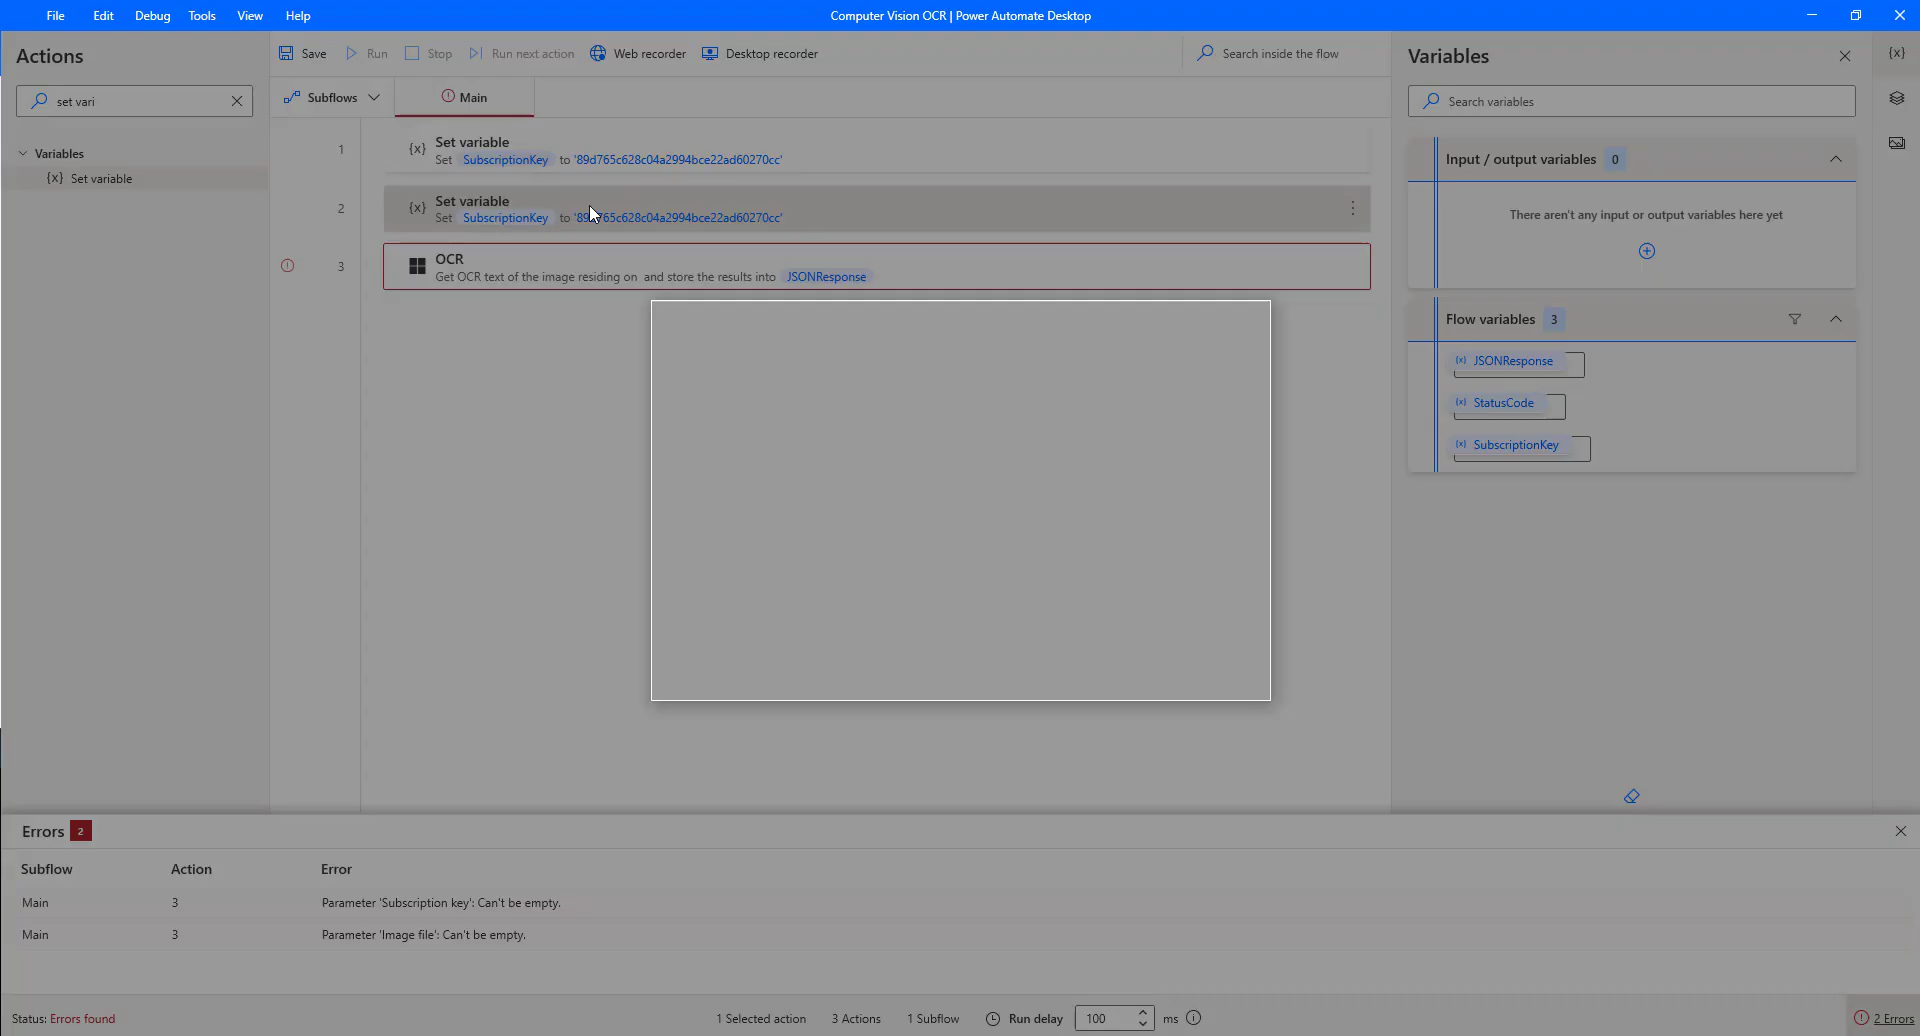 File Edit Debug Tools View Help
Computer Vision OCR | Power Automate Desktop
Actions
set vari
Variables
{x} Set variable
Save Run Stop Run next action Web recorder Desktop recorder
Search inside the flow
Subflows Main
1 {x} Set variable
Set SubscriptionKey to '89d765c628c04a2994bce22ad60270cc'
2 {x} Set variable
Set SubscriptionKey to '89 765c628c04a2994bce22ad60270cc'
3 OCR
Get OCR text of the image residing on and store the results into JSONResponse
Variables
{x}
Search variables
Input / output variables 0
There aren't any input or output variables here yet
Flow variables 3
{x} JSONResponse
{x} StatusCode
{x} SubscriptionKey
Errors 2
Subflow Action Error
Main 3 Parameter 'Subscription key': Can't be empty.
Main 3 Parameter 'Image file': Can't be empty.
Status: Errors found
1 Selected action 3 Actions 1 Subflow Run delay 100 ms
2 Errors